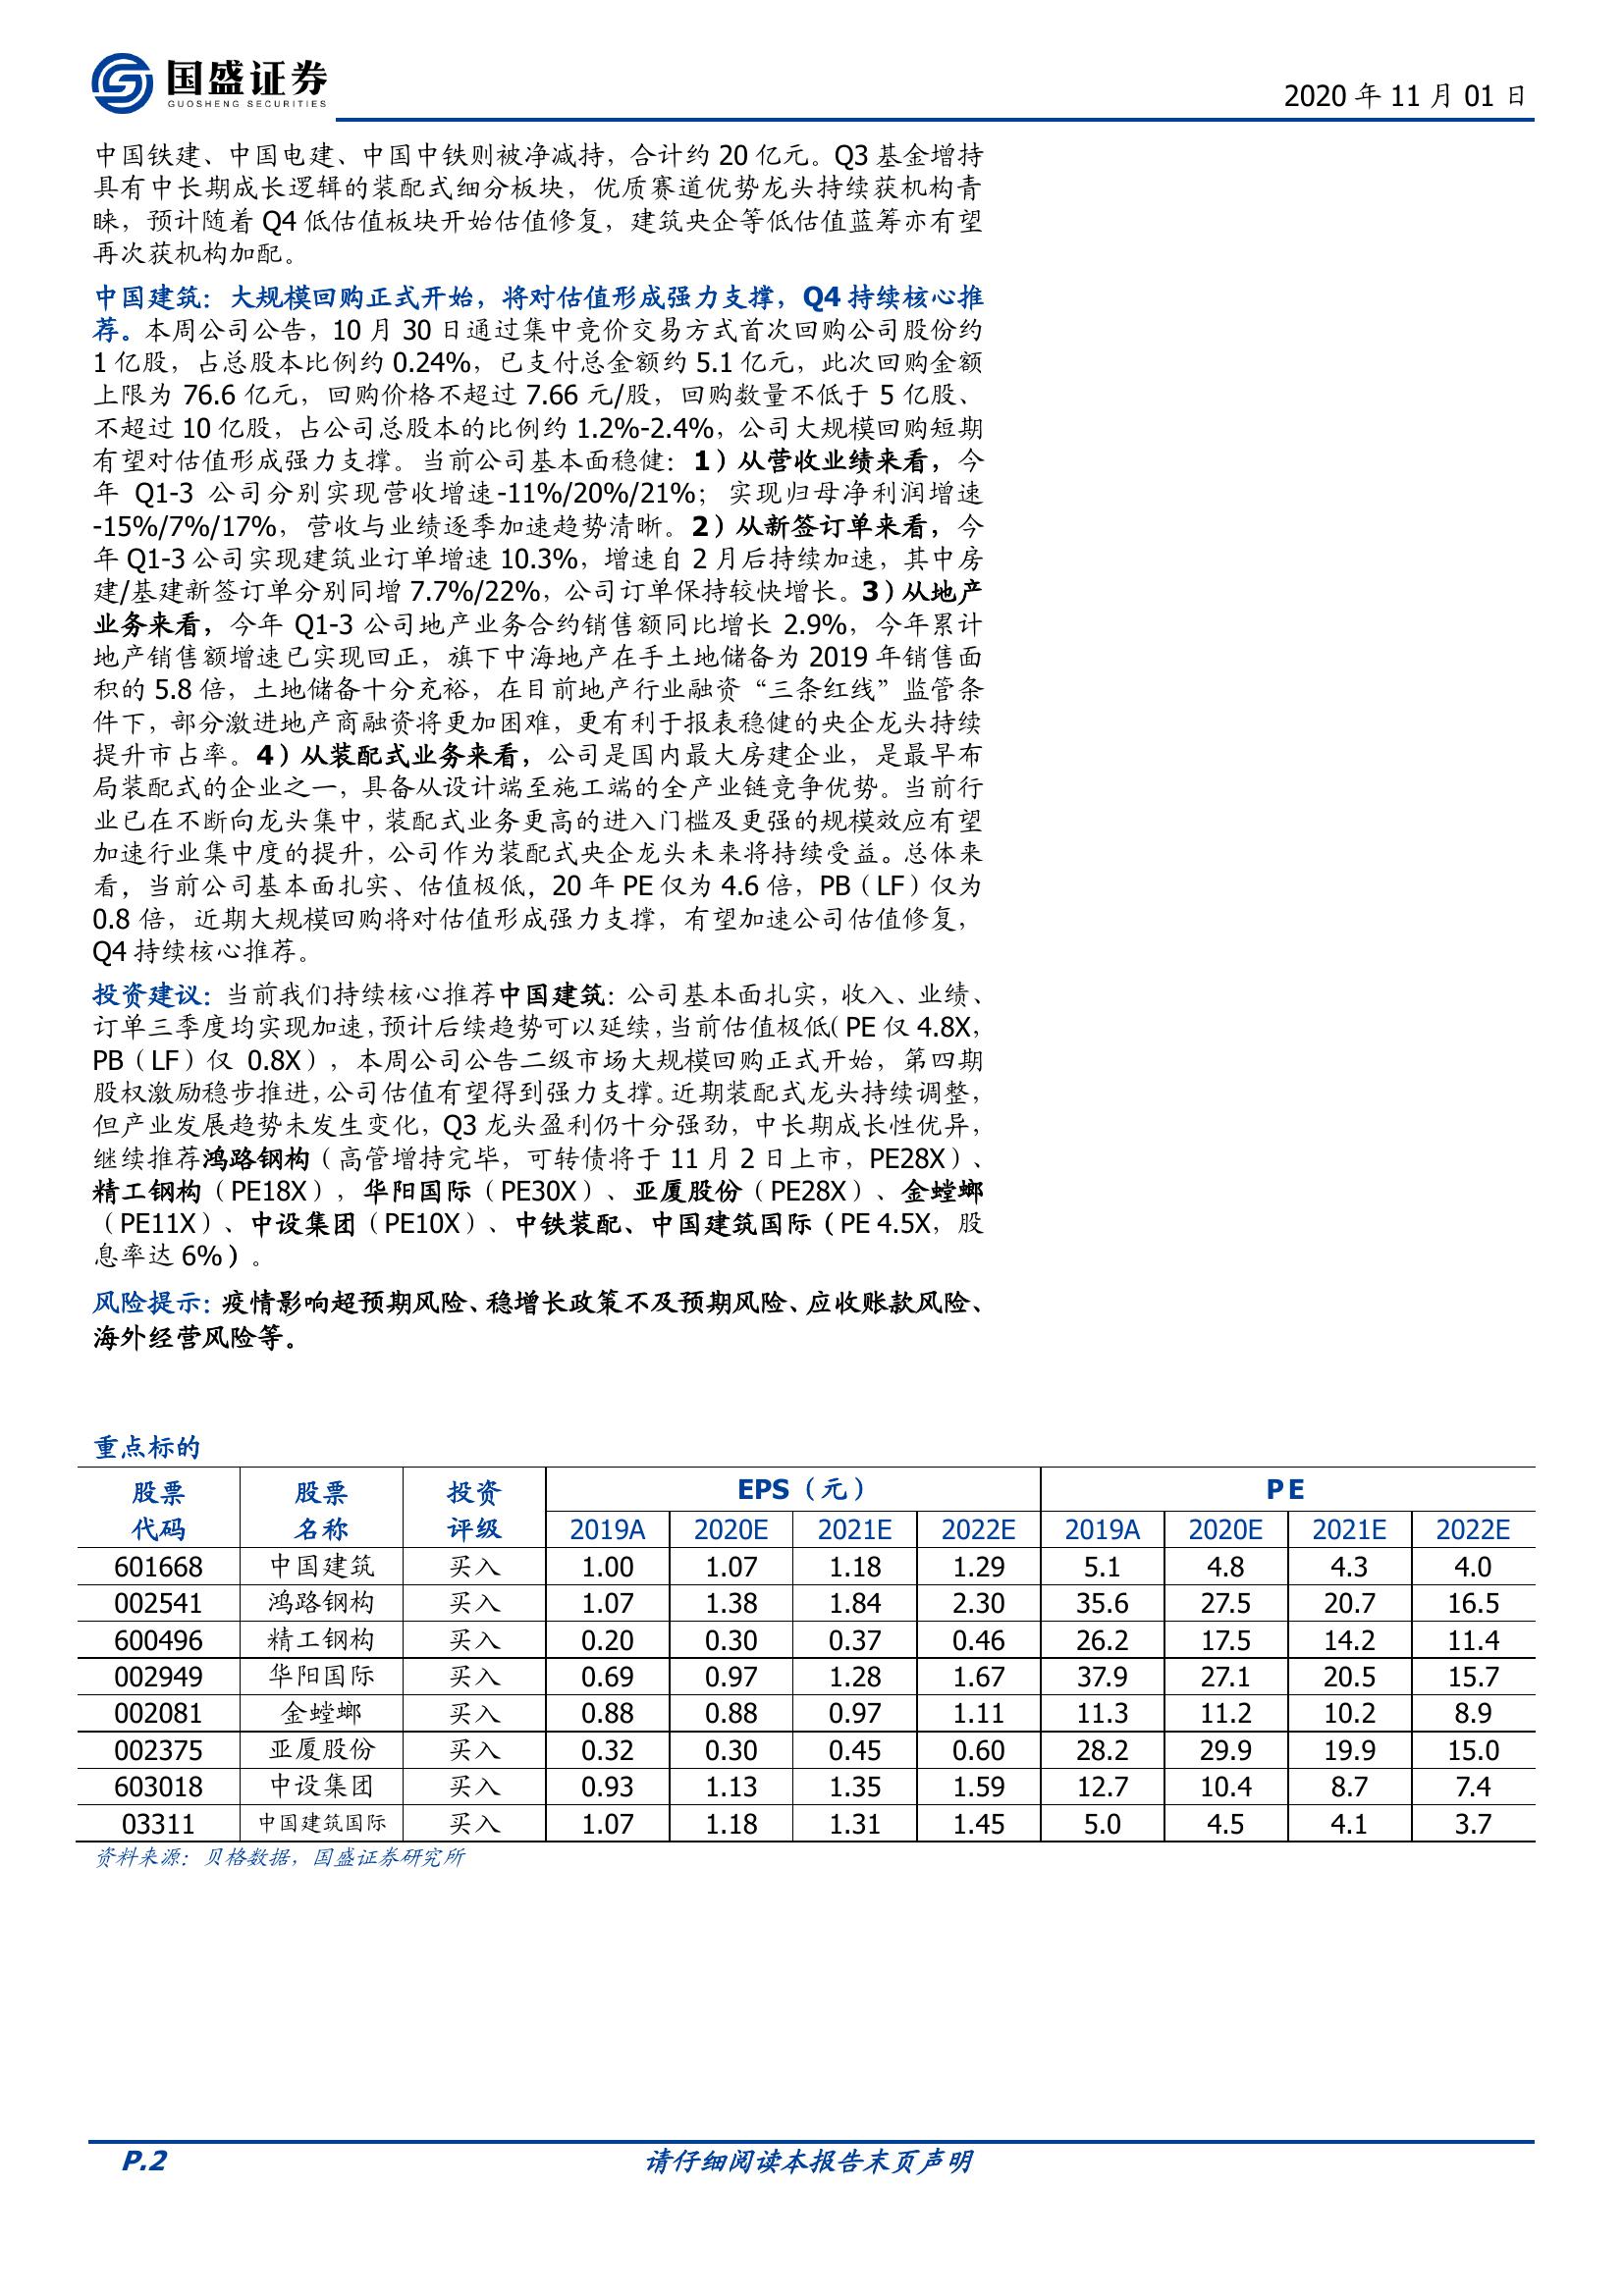 国盛证券
GUOSHENG SECURITIES
2020 年 11 月 01 日
中国铁建、中国电建、中国中铁则被净减持，合计约 20 亿元。Q3 基金增持
具有中长期成长逻辑的装配式细分板块，优质赛道优势龙头持续获机构青
睐，预计随着 Q4 低估值板块开始估值修复，建筑央企等低估值蓝筹亦有望
再次获机构加配。
中国建筑：大规模回购正式开始，将对估值形成强力支撑，Q4 持续核心推
荐。本周公司公告，10 月 30 日通过集中竞价交易方式首次回购公司股份约
1 亿股，占总股本比例约 0.24%，已支付总金额约 5.1 亿元，此次回购金额
上限为 76.6 亿元，回购价格不超过 7.66 元/股，回购数量不低于 5 亿股、
不超过 10 亿股，占公司总股本的比例约 1.2%-2.4%，公司大规模回购短期
有望对估值形成强力支撑。当前公司基本面稳健：1）从营收业绩来看，今
年 Q1-3 公司分别实现营收增速-11%/20%/21%；实现归母净利润增速
-15%/7%/17%，营收与业绩逐季加速趋势清晰。2）从新签订单来看，今
年 Q1-3 公司实现建筑业订单增速 10.3%，增速自 2 月后持续加速，其中房
建/基建新签订单分别同增 7.7%/22%，公司订单保持较快增长。3）从地产
业务来看，今年 Q1-3 公司地产业务合约销售额同比增长 2.9%，今年累计
地产销售额增速已实现回正，旗下中海地产在手土地储备为 2019 年销售面
积的 5.8 倍，土地储备十分充裕，在目前地产行业融资“三条红线”监管条
件下，部分激进地产商融资将更加困难，更有利于报表稳健的央企龙头持续
提升市占率。4）从装配式业务来看，公司是国内最大房建企业，是最早布
局装配式的企业之一，具备从设计端至施工端的全产业链竞争优势。当前行
业已在不断向龙头集中，装配式业务更高的进入门槛及更强的规模效应有望
加速行业集中度的提升，公司作为装配式央企龙头未来将持续受益。总体来
看，当前公司基本面扎实、估值极低，20 年 PE 仅为 4.6 倍，PB（LF）仅为
0.8 倍，近期大规模回购将对估值形成强力支撑，有望加速公司估值修复，
Q4 持续核心推荐。
投资建议：当前我们持续核心推荐中国建筑：公司基本面扎实，收入、业绩、
订单三季度均实现加速，预计后续趋势可以延续，当前估值极低（PE 仅 4.8X，
PB（LF）仅 0.8X），本周公司公告二级市场大规模回购正式开始，第四期
股权激励稳步推进，公司估值有望得到强力支撑。近期装配式龙头持续调整，
但产业发展趋势未发生变化，Q3 龙头盈利仍十分强劲，中长期成长性优异，
继续推荐鸿路钢构（高管增持完毕，可转债将于 11 月 2 日上市，PE28X）、
精工钢构（PE18X），华阳国际（PE30X）、亚厦股份（PE28X）、金螳螂
（PE11X）、中设集团（PE10X）、中铁装配、中国建筑国际（PE 4.5X，股
息率达 6%）。
风险提示：疫情影响超预期风险、稳增长政策不及预期风险、应收账款风险、
海外经营风险等。
重点标的
股票 股票 投资 EPS（元） PE
代码 名称 评级 2019A 2020E 2021E 2022E 2019A 2020E 2021E 2022E
601668 中国建筑 买入 1.00 1.07 1.18 1.29 5.1 4.8 4.3 4.0
002541 鸿路钢构 买入 1.07 1.38 1.84 2.30 35.6 27.5 20.7 16.5
600496 精工钢构 买入 0.20 0.30 0.37 0.46 26.2 17.5 14.2 11.4
002949 华阳国际 买入 0.69 0.97 1.28 1.67 37.9 27.1 20.5 15.7
002081 金螳螂 买入 0.88 0.88 0.97 1.11 11.3 11.2 10.2 8.9
002375 亚厦股份 买入 0.32 0.30 0.45 0.60 28.2 29.9 19.9 15.0
603018 中设集团 买入 0.93 1.13 1.35 1.59 12.7 10.4 8.7 7.4
03311 中国建筑国际 买入 1.07 1.18 1.31 1.45 5.0 4.5 4.1 3.7
资料来源：贝格数据，国盛证券研究所
P.2 请仔细阅读本报告末页声明